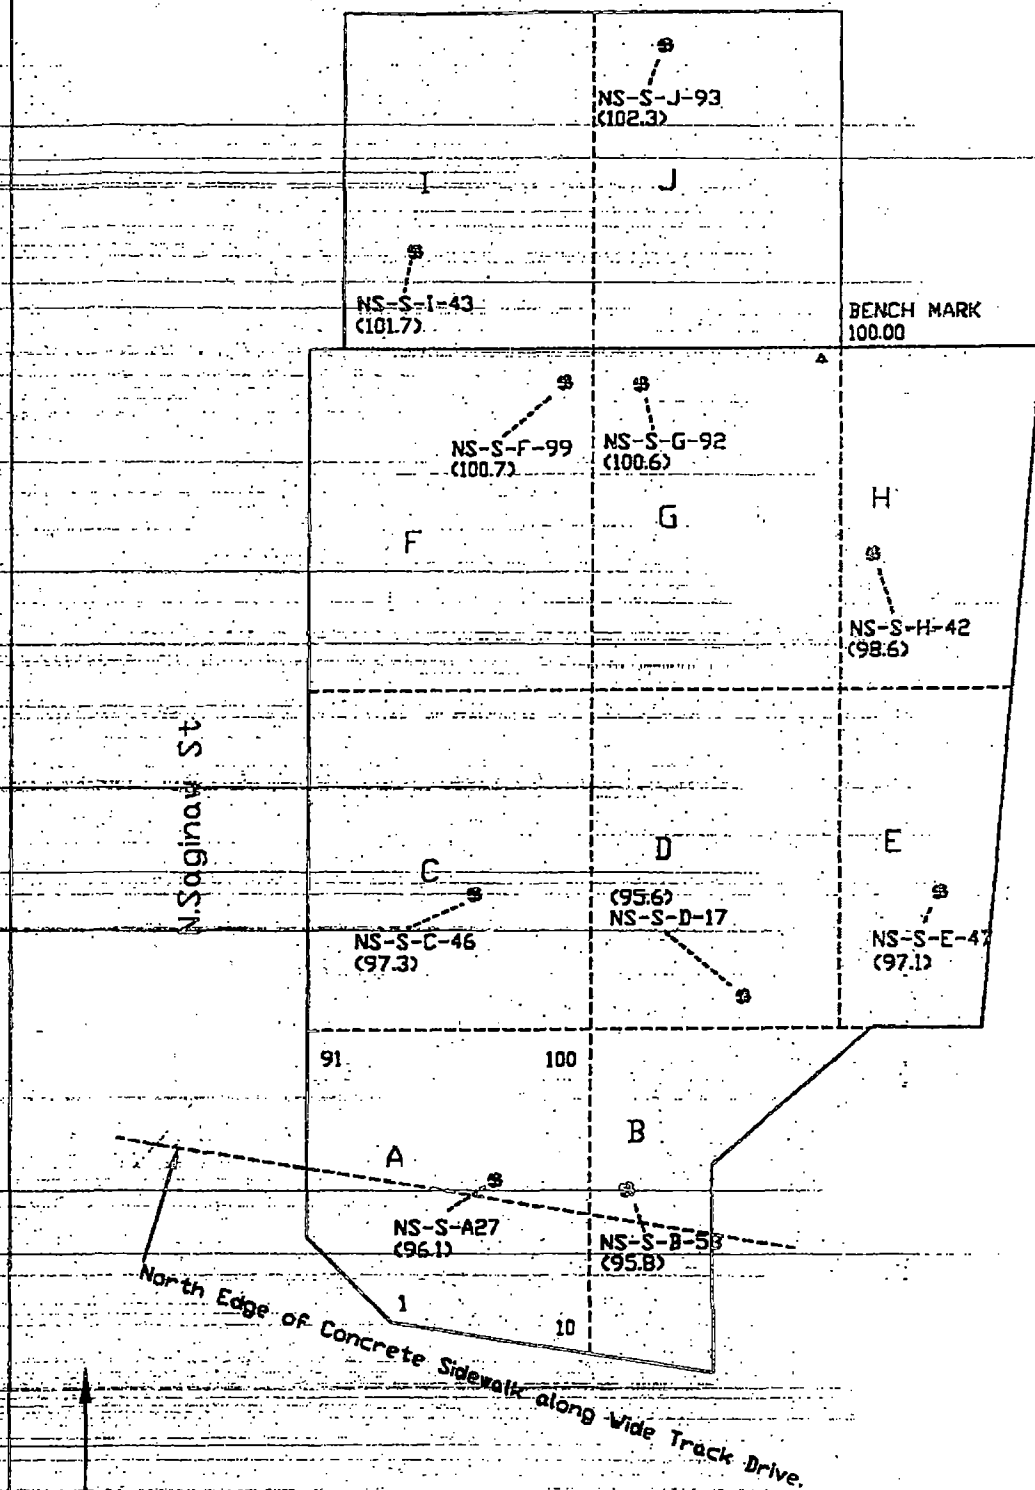 NS-S-J-93
(102.3)
I
J
NS-S-I-43
(101.7)
BENCH MARK
100.00
NS-S-F-99
(100.7)
NS-S-G-92
(100.6)
H
G
F
NS-S-H-42
(98.6)
N.Saginaw St
D
E
C
(95.6)
NS-S-D-17
NS-S-C-46
(97.3)
NS-S-E-47
(97.1)
91
100
B
A
NS-S-A27
(96.1)
NS-S-B-53
(95.8)
1
10
North Edge of Concrete Sidewalk along Wide Track Drive.